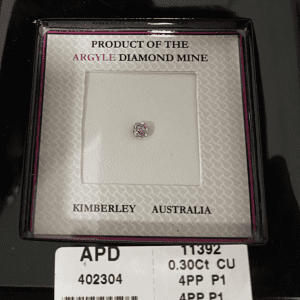 PRODUCT OF THE
ARGYLE DIAMOND MINE
KIMBERLEY AUSTRALIA
APD
402304
11392
0.30Ct CU
4PP P1
4PP P1